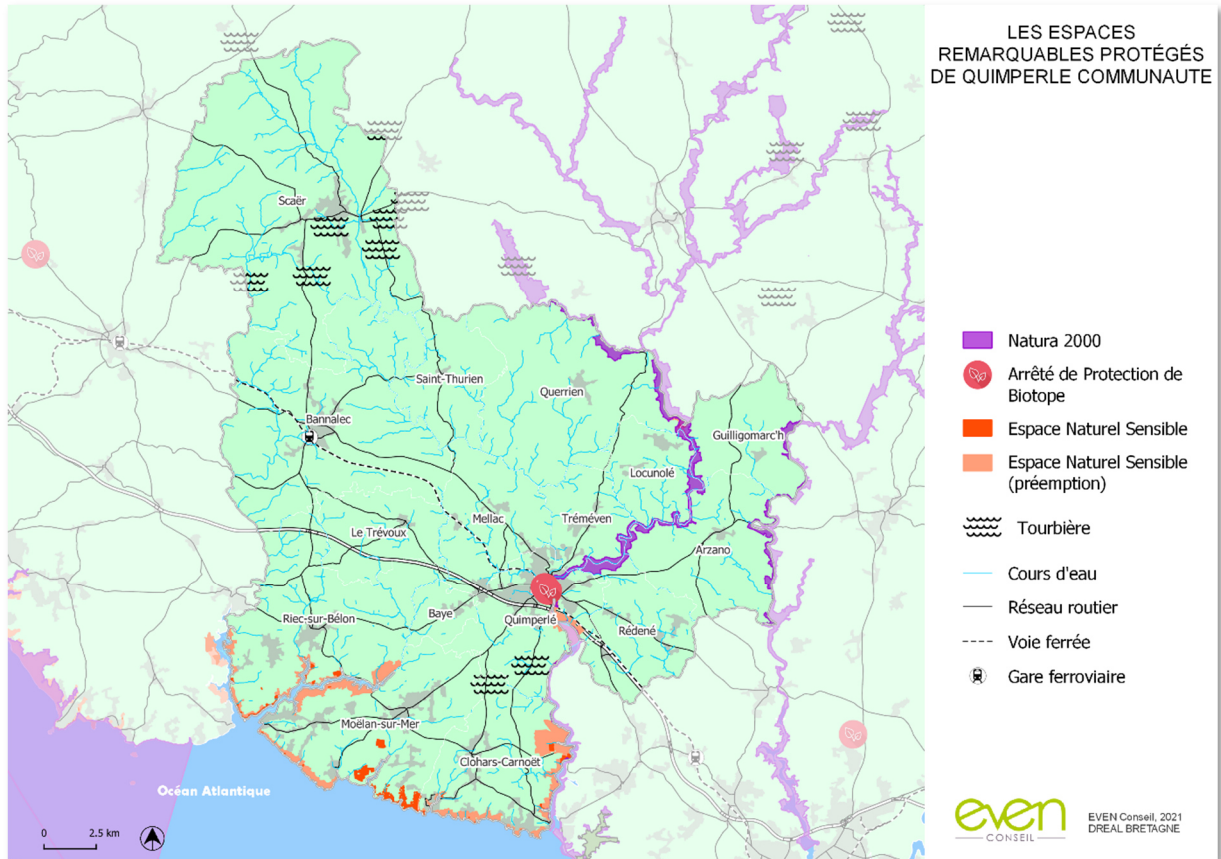 LES ESPACES
REMARQUABLES PROTÉGÉS
DE QUIMPERLE COMMUNAUTE
Scaër
Saint-Thurien
Querrien
Bannalec
Guilligomarc'h
Locunolé
Le Trévoux
Mellac
Tréméven
Arzano
Riec-sur-Bélon
Baye
Quimperlé
Rédené
Moëlan-sur-Mer
Clohars-Carnoët
Océan Atlantique
0 2.5 km
Natura 2000
Arrêté de Protection de
Biotope
Espace Naturel Sensible
Espace Naturel Sensible
(préemption)
Tourbière
Cours d'eau
Réseau routier
Voie ferrée
Gare ferroviaire
even
CONSEIL
EVEN Conseil, 2021
DREAL BRETAGNE